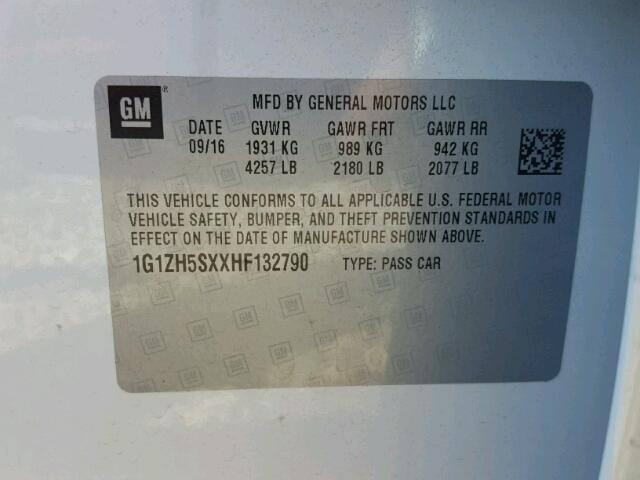 GM ® MFD BY GENERAL MOTORS LLC
DATE GVWR GAWR FRT GAWR RR
09/16 1931 KG 989 KG 942 KG
4257 LB 2180 LB 2077 LB
THIS VEHICLE CONFORMS TO ALL APPLICABLE U.S. FEDERAL MOTOR
VEHICLE SAFETY, BUMPER, AND THEFT PREVENTION STANDARDS IN
EFFECT ON THE DATE OF MANUFACTURE SHOWN ABOVE.
1G1ZH5SXXHF132790 TYPE: PASS CAR